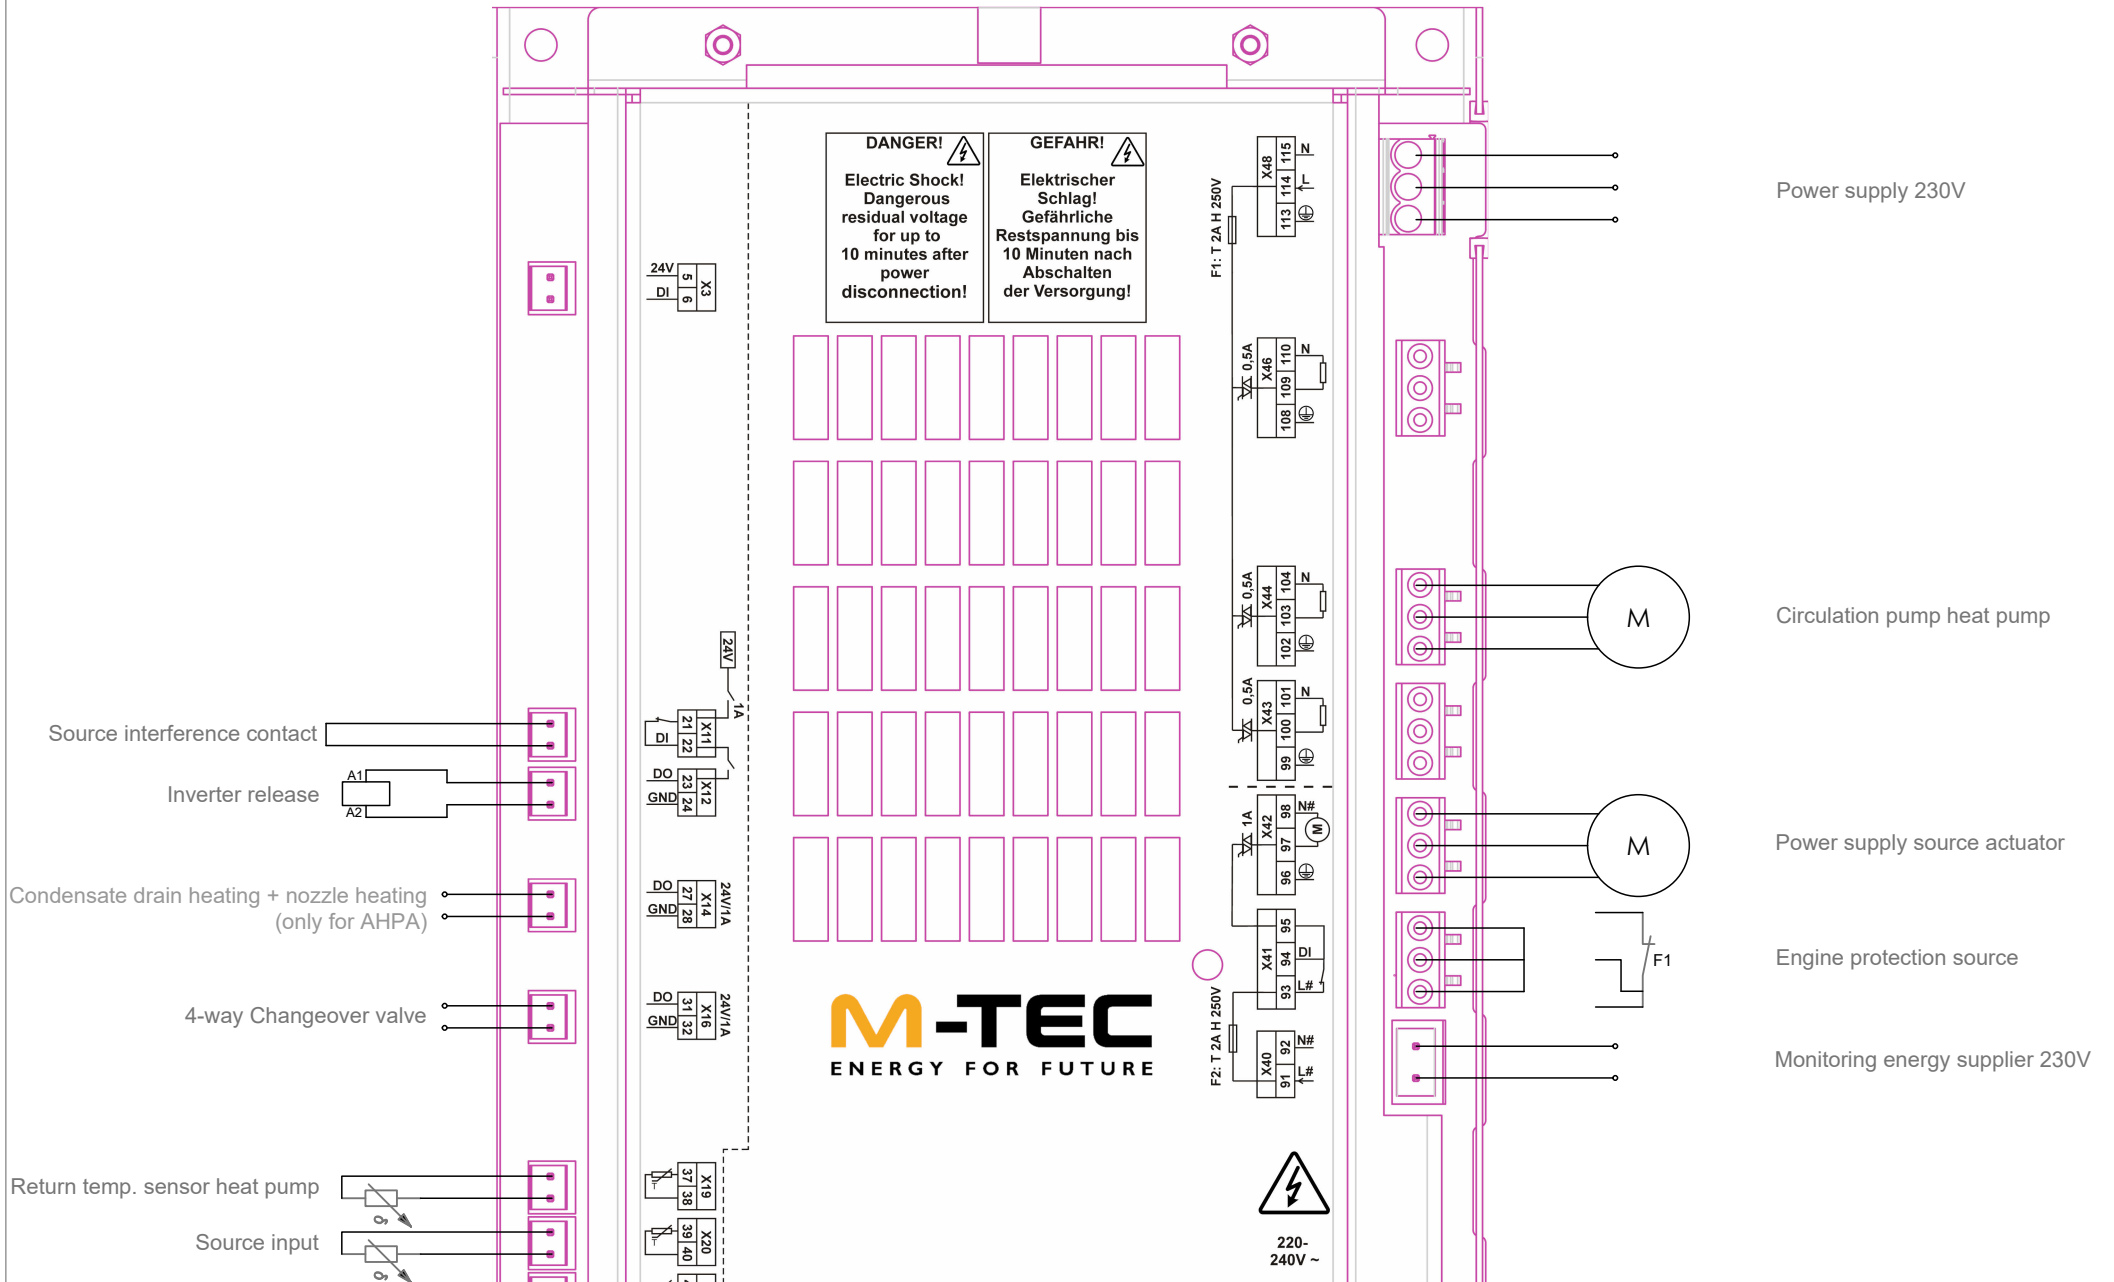 DANGER!
Electric Shock!
Dangerous
residual voltage
for up to
10 minutes after
power
disconnection!
GEFAHR!
Elektrischer
Schlag!
Gefährliche
Restspannung bis
10 Minuten nach
Abschalten
der Versorgung!
F1: T 2A H 250V
X48
115 N
114 L
113
Power supply 230V
24V 5
DI 6
X3
0,5A
X46
110 N
109
108
0,5A
X44
104 N
103
102
M
Circulation pump heat pump
24V
1A
0,5A
X43
101 N
100
99
Source interference contact
21
DI 22
X11
Inverter release
A1
A2
DO 23
GND 24
X12
1A
X42
98 N#
97 M
96
M
Power supply source actuator
Condensate drain heating + nozzle heating
(only for AHPA)
DO 27
GND 28
X14
24V/1A
X41
95
94 DI
93 L#
F1
Engine protection source
4-way Changeover valve
DO 31
GND 32
X16
24V/1A
M-TEC
ENERGY FOR FUTURE
F2: T 2A H 250V
X40
92 N#
91 L#
Monitoring energy supplier 230V
Return temp. sensor heat pump
ϑ
T
37
38
X19
Source input
ϑ
T
39
40
X20
220-
240V ~